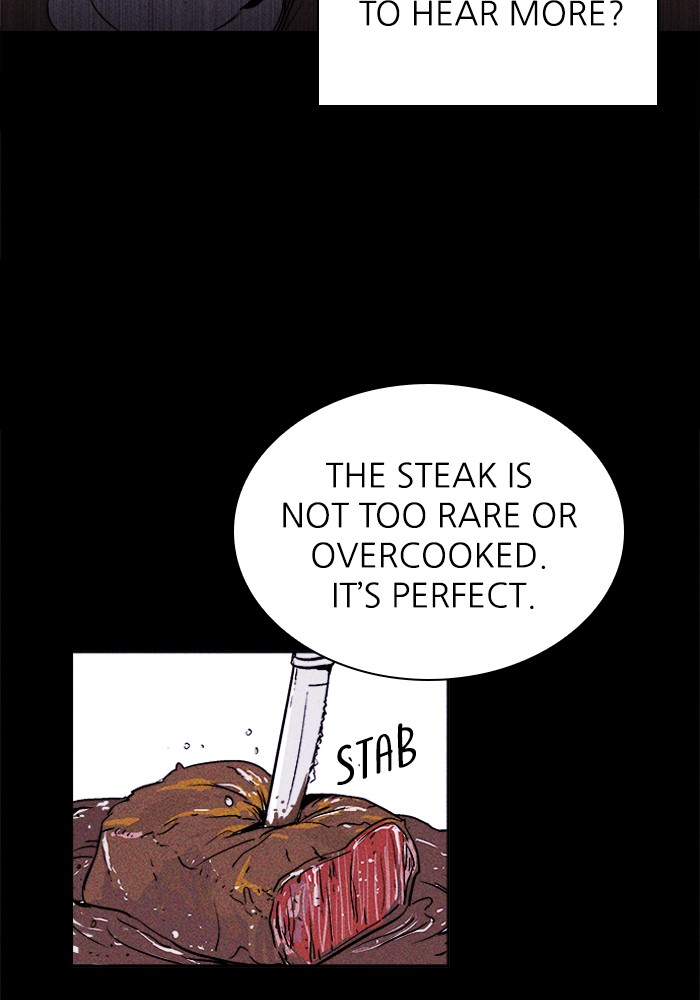 TO HEAR MORE?
THE STEAK IS
NOT TOO RARE OR
OVERCOOKED.
IT'S PERFECT.
STAB